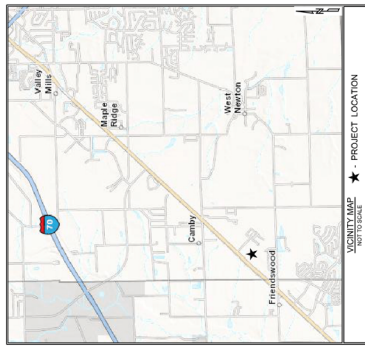 Valley
Mills
Maple
Ridge
70
West
Newton
Camby
Friendswood
N
VICINITY MAP
NOT TO SCALE
★ - PROJECT LOCATION